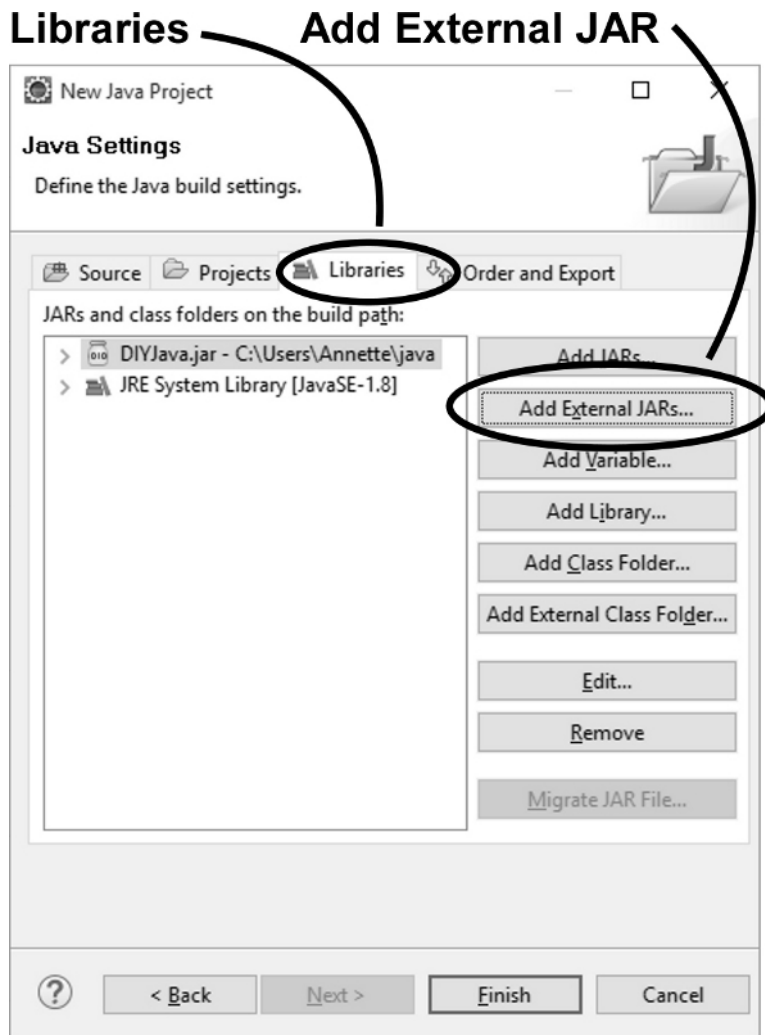 Libraries Add External JAR
New Java Project
Java Settings
Define the Java build settings.
Source Projects Libraries Order and Export
JARs and class folders on the build path:
DIYJava.jar - C:\Users\Annette\java
JRE System Library [JavaSE-1.8]
Add JARs...
Add External JARs...
Add Variable...
Add Library...
Add Class Folder...
Add External Class Folder...
Edit...
Remove
Migrate JAR File...
? < Back Next > Finish Cancel